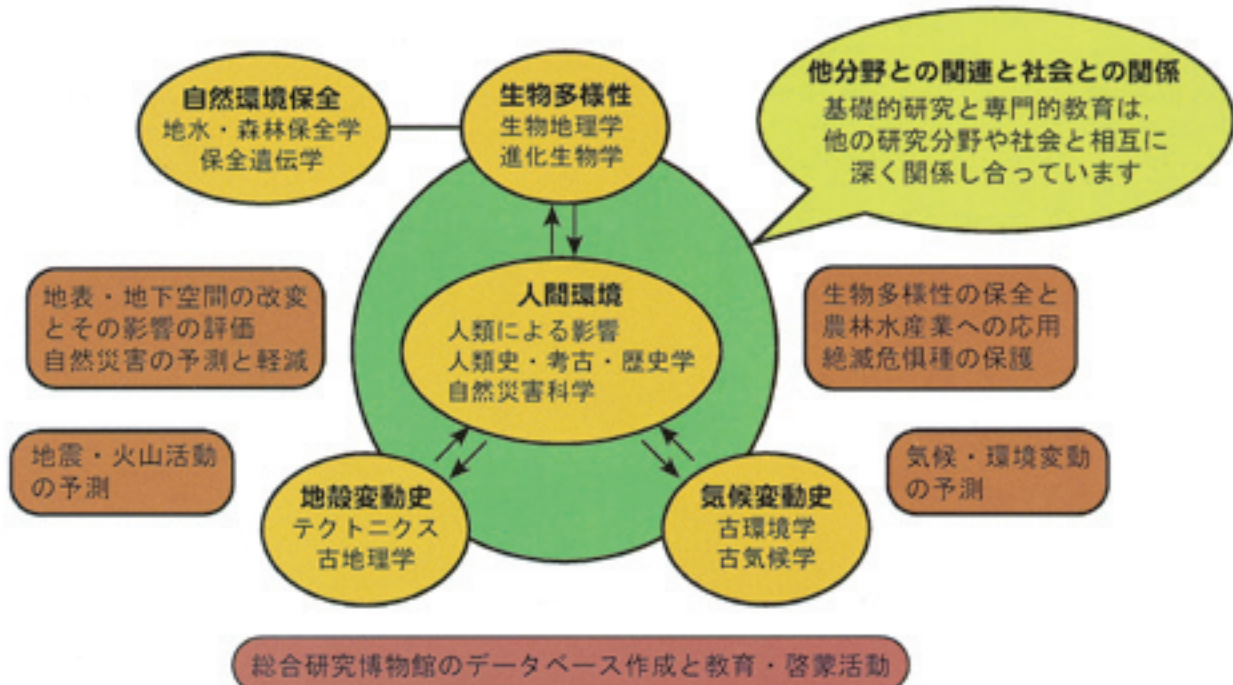 自然環境保全
地水・森林保全学
保全遺伝学
生物多様性
生物地理学
進化生物学
他分野との関連と社会との関係
基礎的研究と専門的教育は,
他の研究分野や社会と相互に
深く関係し合っています
地表・地下空間の改変
とその影響の評価
自然災害の予測と軽減
人間環境
人類による影響
人類史・考古・歴史学
自然災害科学
生物多様性の保全と
農林水産業への応用
絶滅危惧種の保護
地震・火山活動
の予測
地殻変動史
テクトニクス
古地理学
気候変動史
古環境学
古気候学
気候・環境変動
の予測
総合研究博物館のデータベース作成と教育・啓蒙活動